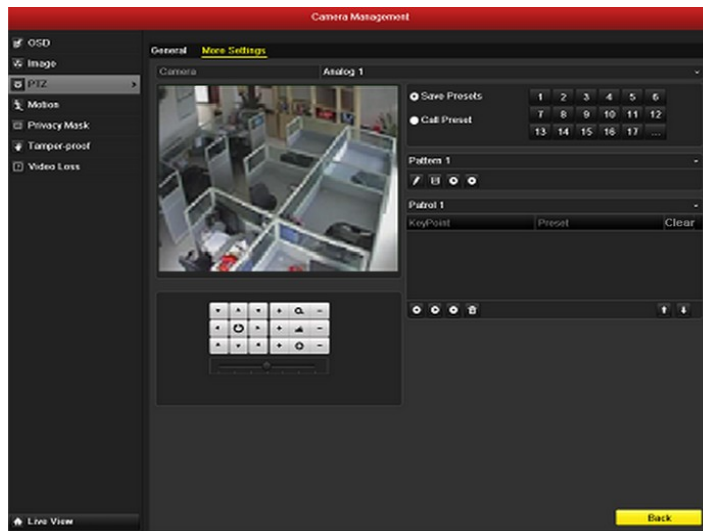 Camera Management
OSD
Image
PTZ
Motion
Privacy Mask
Tamper-proof
Video Loss
Live View
General More Settings
Camera Analog 1
Save Presets
Call Preset
1 2 3 4 5 6
7 8 9 10 11 12
13 14 15 16 17 ...
Pattern 1
Patrol 1
KeyPoint Preset Clear
Back